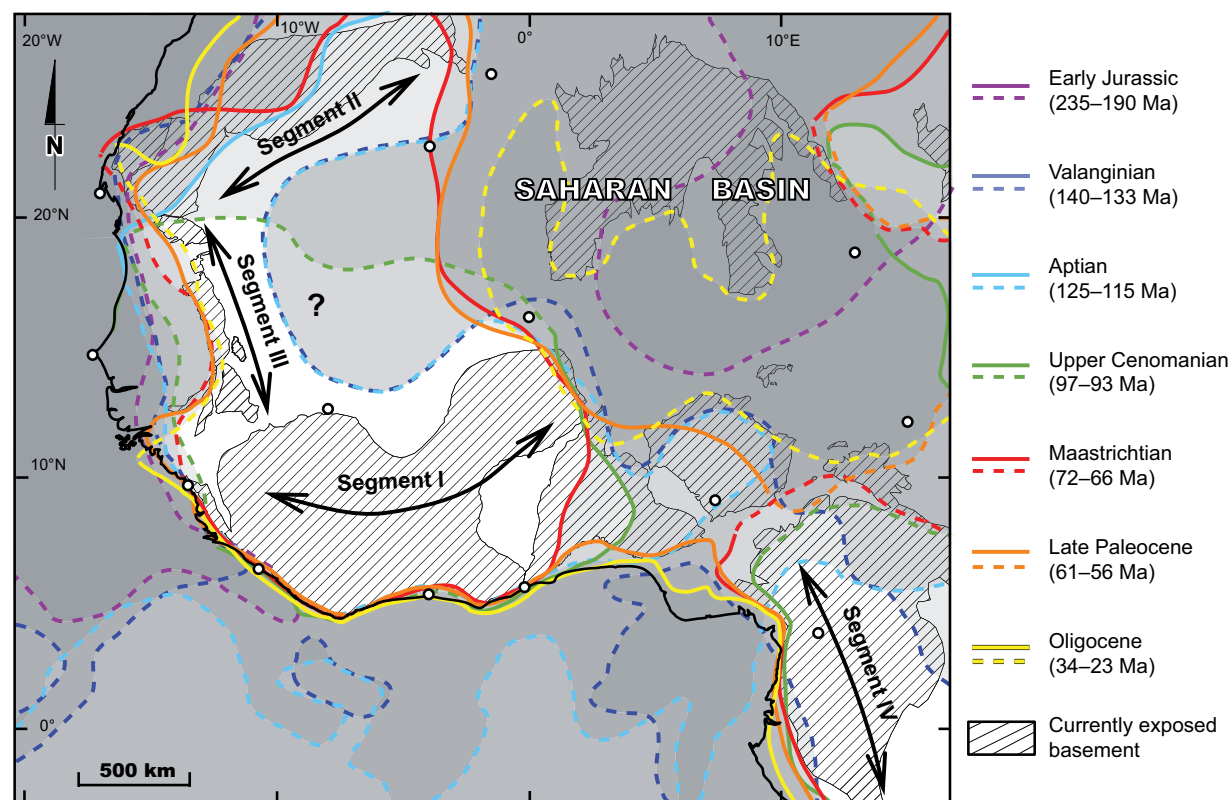 20°W
10°W
0°
10°E
N
Segment II
SAHARAN BASIN
20°N
Segment III
?
10°N
Segment I
Segment IV
0°
500 km
Early Jurassic
(235–190 Ma)
Valanginian
(140–133 Ma)
Aptian
(125–115 Ma)
Upper Cenomanian
(97–93 Ma)
Maastrichtian
(72–66 Ma)
Late Paleocene
(61–56 Ma)
Oligocene
(34–23 Ma)
Currently exposed
basement